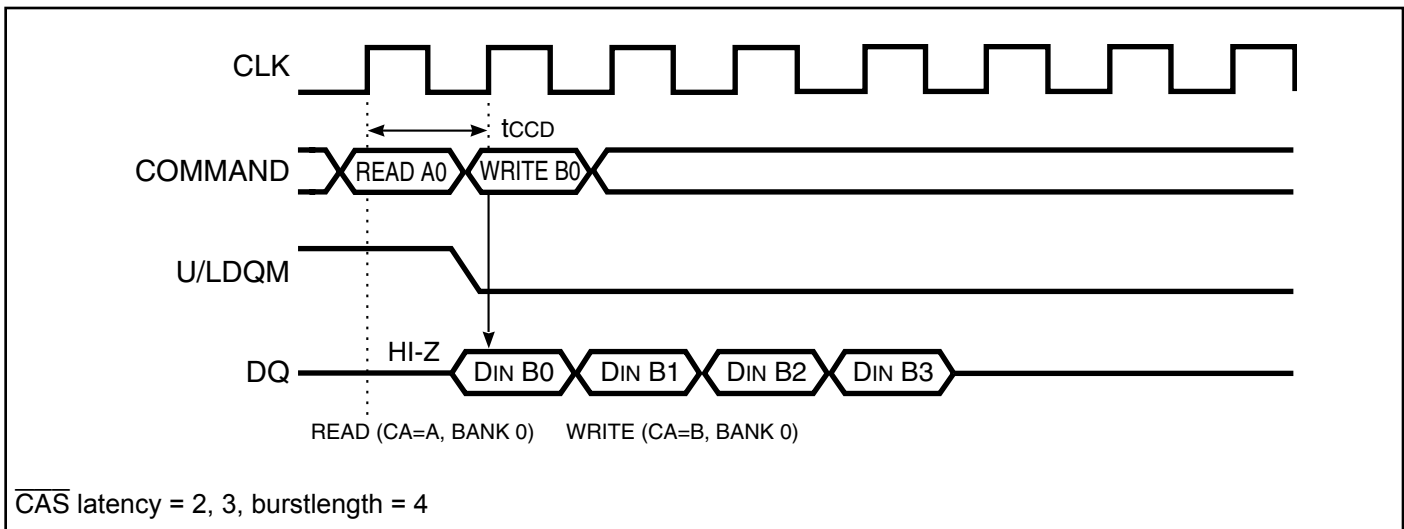 CLK
tCCD
COMMAND READ A0 WRITE B0
U/LDQM
HI-Z
DQ DIN B0 DIN B1 DIN B2 DIN B3
READ (CA=A, BANK 0) WRITE (CA=B, BANK 0)
C̅A̅S̅ latency = 2, 3, burstlength = 4